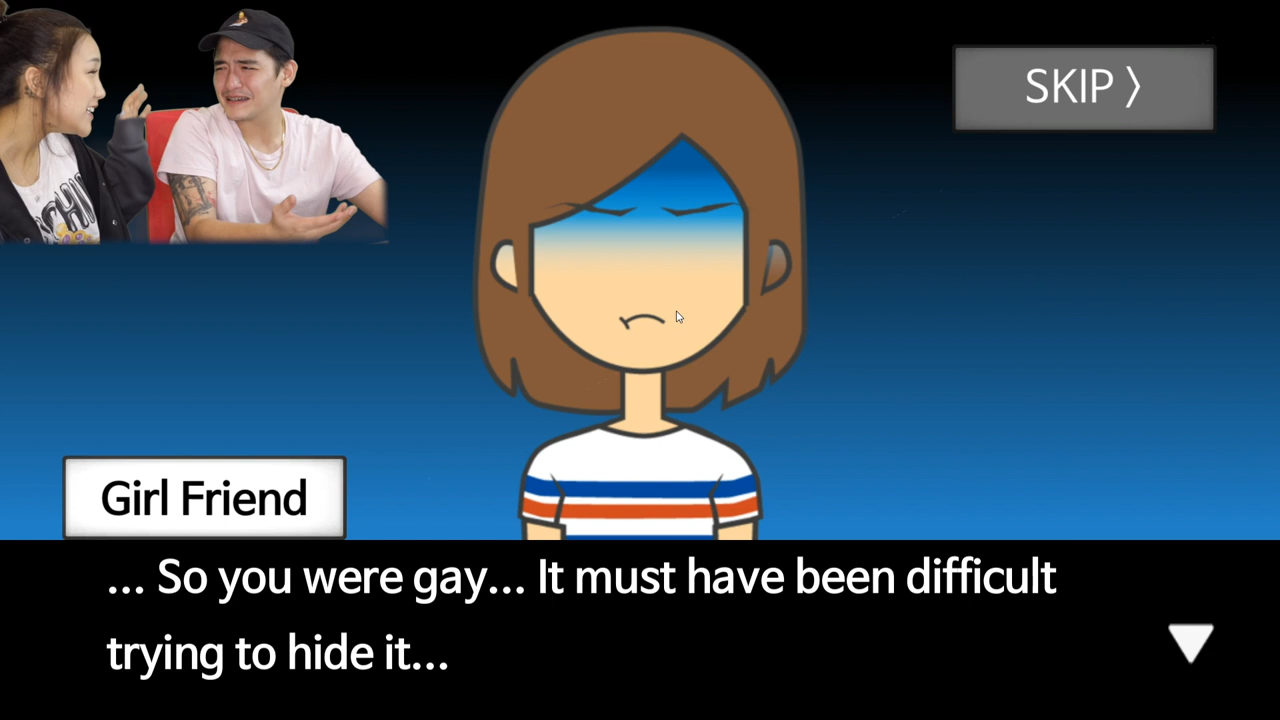 SKIP 〉
Girl Friend
... So you were gay... It must have been difficult
trying to hide it...